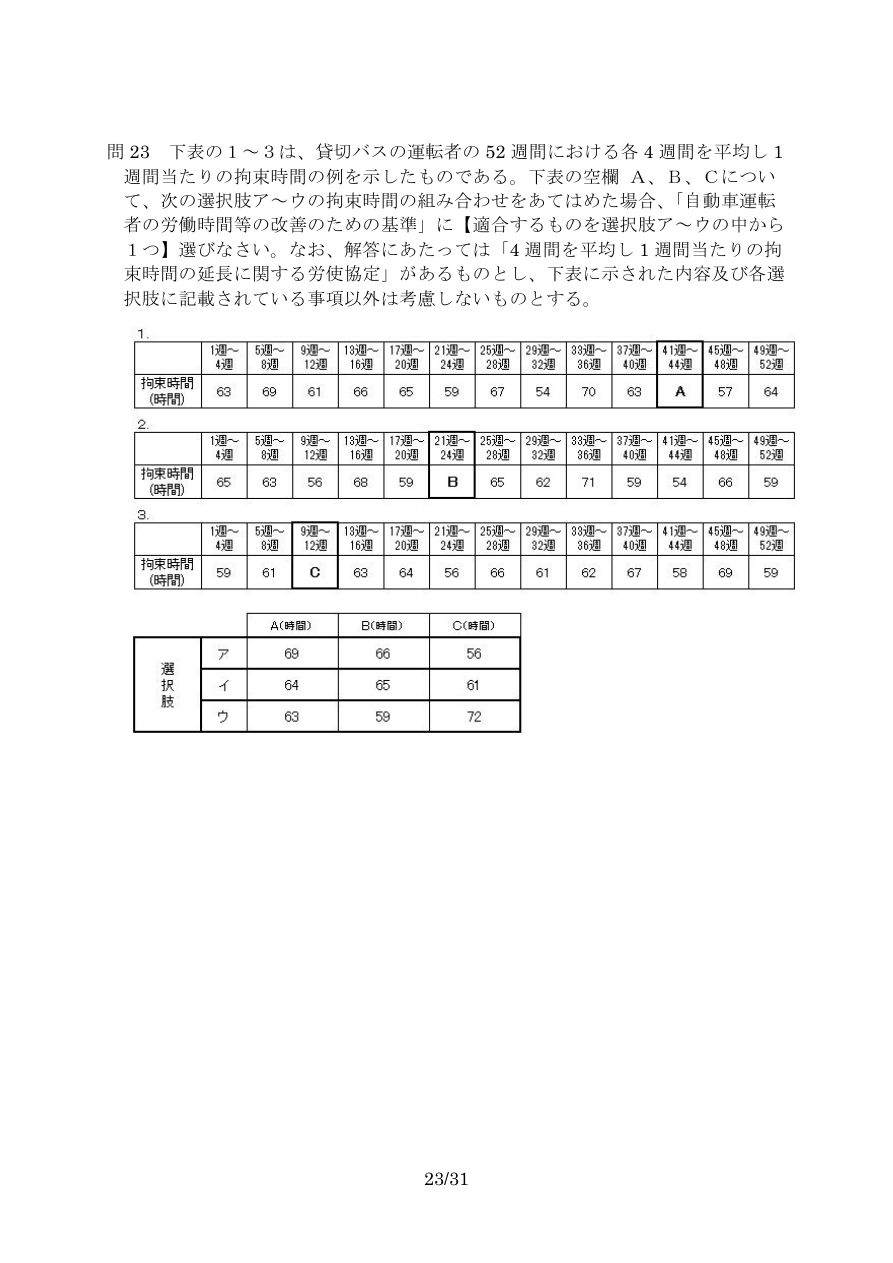 問 23　下表の１～３は、貸切バスの運転者の 52 週間における各 4 週間を平均し 1
週間当たりの拘束時間の例を示したものである。下表の空欄 Ａ、Ｂ、Ｃについ
て、次の選択肢ア～ウの拘束時間の組み合わせをあてはめた場合、「自動車運転
者の労働時間等の改善のための基準」に【適合するものを選択肢ア～ウの中から
１つ】選びなさい。なお、解答にあたっては「4 週間を平均し 1 週間当たりの拘
束時間の延長に関する労使協定」があるものとし、下表に示された内容及び各選
択肢に記載されている事項以外は考慮しないものとする。
1.
1週～ 5週～ 9週～ 13週～ 17週～ 21週～ 25週～ 29週～ 33週～ 37週～ 41週～ 45週～ 49週～
4週 8週 12週 16週 20週 24週 28週 32週 36週 40週 44週 48週 52週
拘束時間
(時間) 63 69 61 66 65 59 67 54 70 63 A 57 64
2.
1週～ 5週～ 9週～ 13週～ 17週～ 21週～ 25週～ 29週～ 33週～ 37週～ 41週～ 45週～ 49週～
4週 8週 12週 16週 20週 24週 28週 32週 36週 40週 44週 48週 52週
拘束時間
(時間) 65 63 56 68 59 B 65 62 71 59 54 66 59
3.
1週～ 5週～ 9週～ 13週～ 17週～ 21週～ 25週～ 29週～ 33週～ 37週～ 41週～ 45週～ 49週～
4週 8週 12週 16週 20週 24週 28週 32週 36週 40週 44週 48週 52週
拘束時間
(時間) 59 61 C 63 64 56 66 61 62 67 58 69 59
A(時間) B(時間) C(時間)
選択肢
ア 69 66 56
イ 64 65 61
ウ 63 59 72
23/31